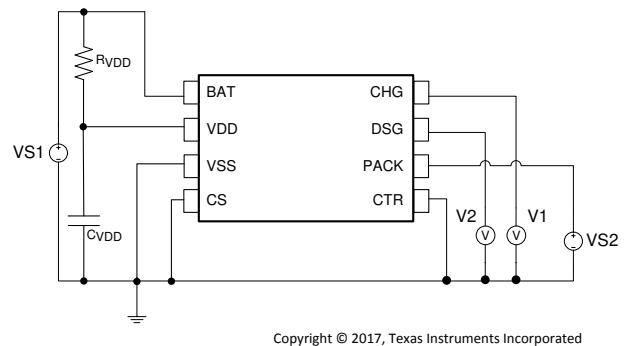 RVDD
BAT
CHG
VDD
DSG
VS1
VSS
PACK
CS
CTR
V2
V1
V
V
VS2
CVDD
Copyright © 2017, Texas Instruments Incorporated